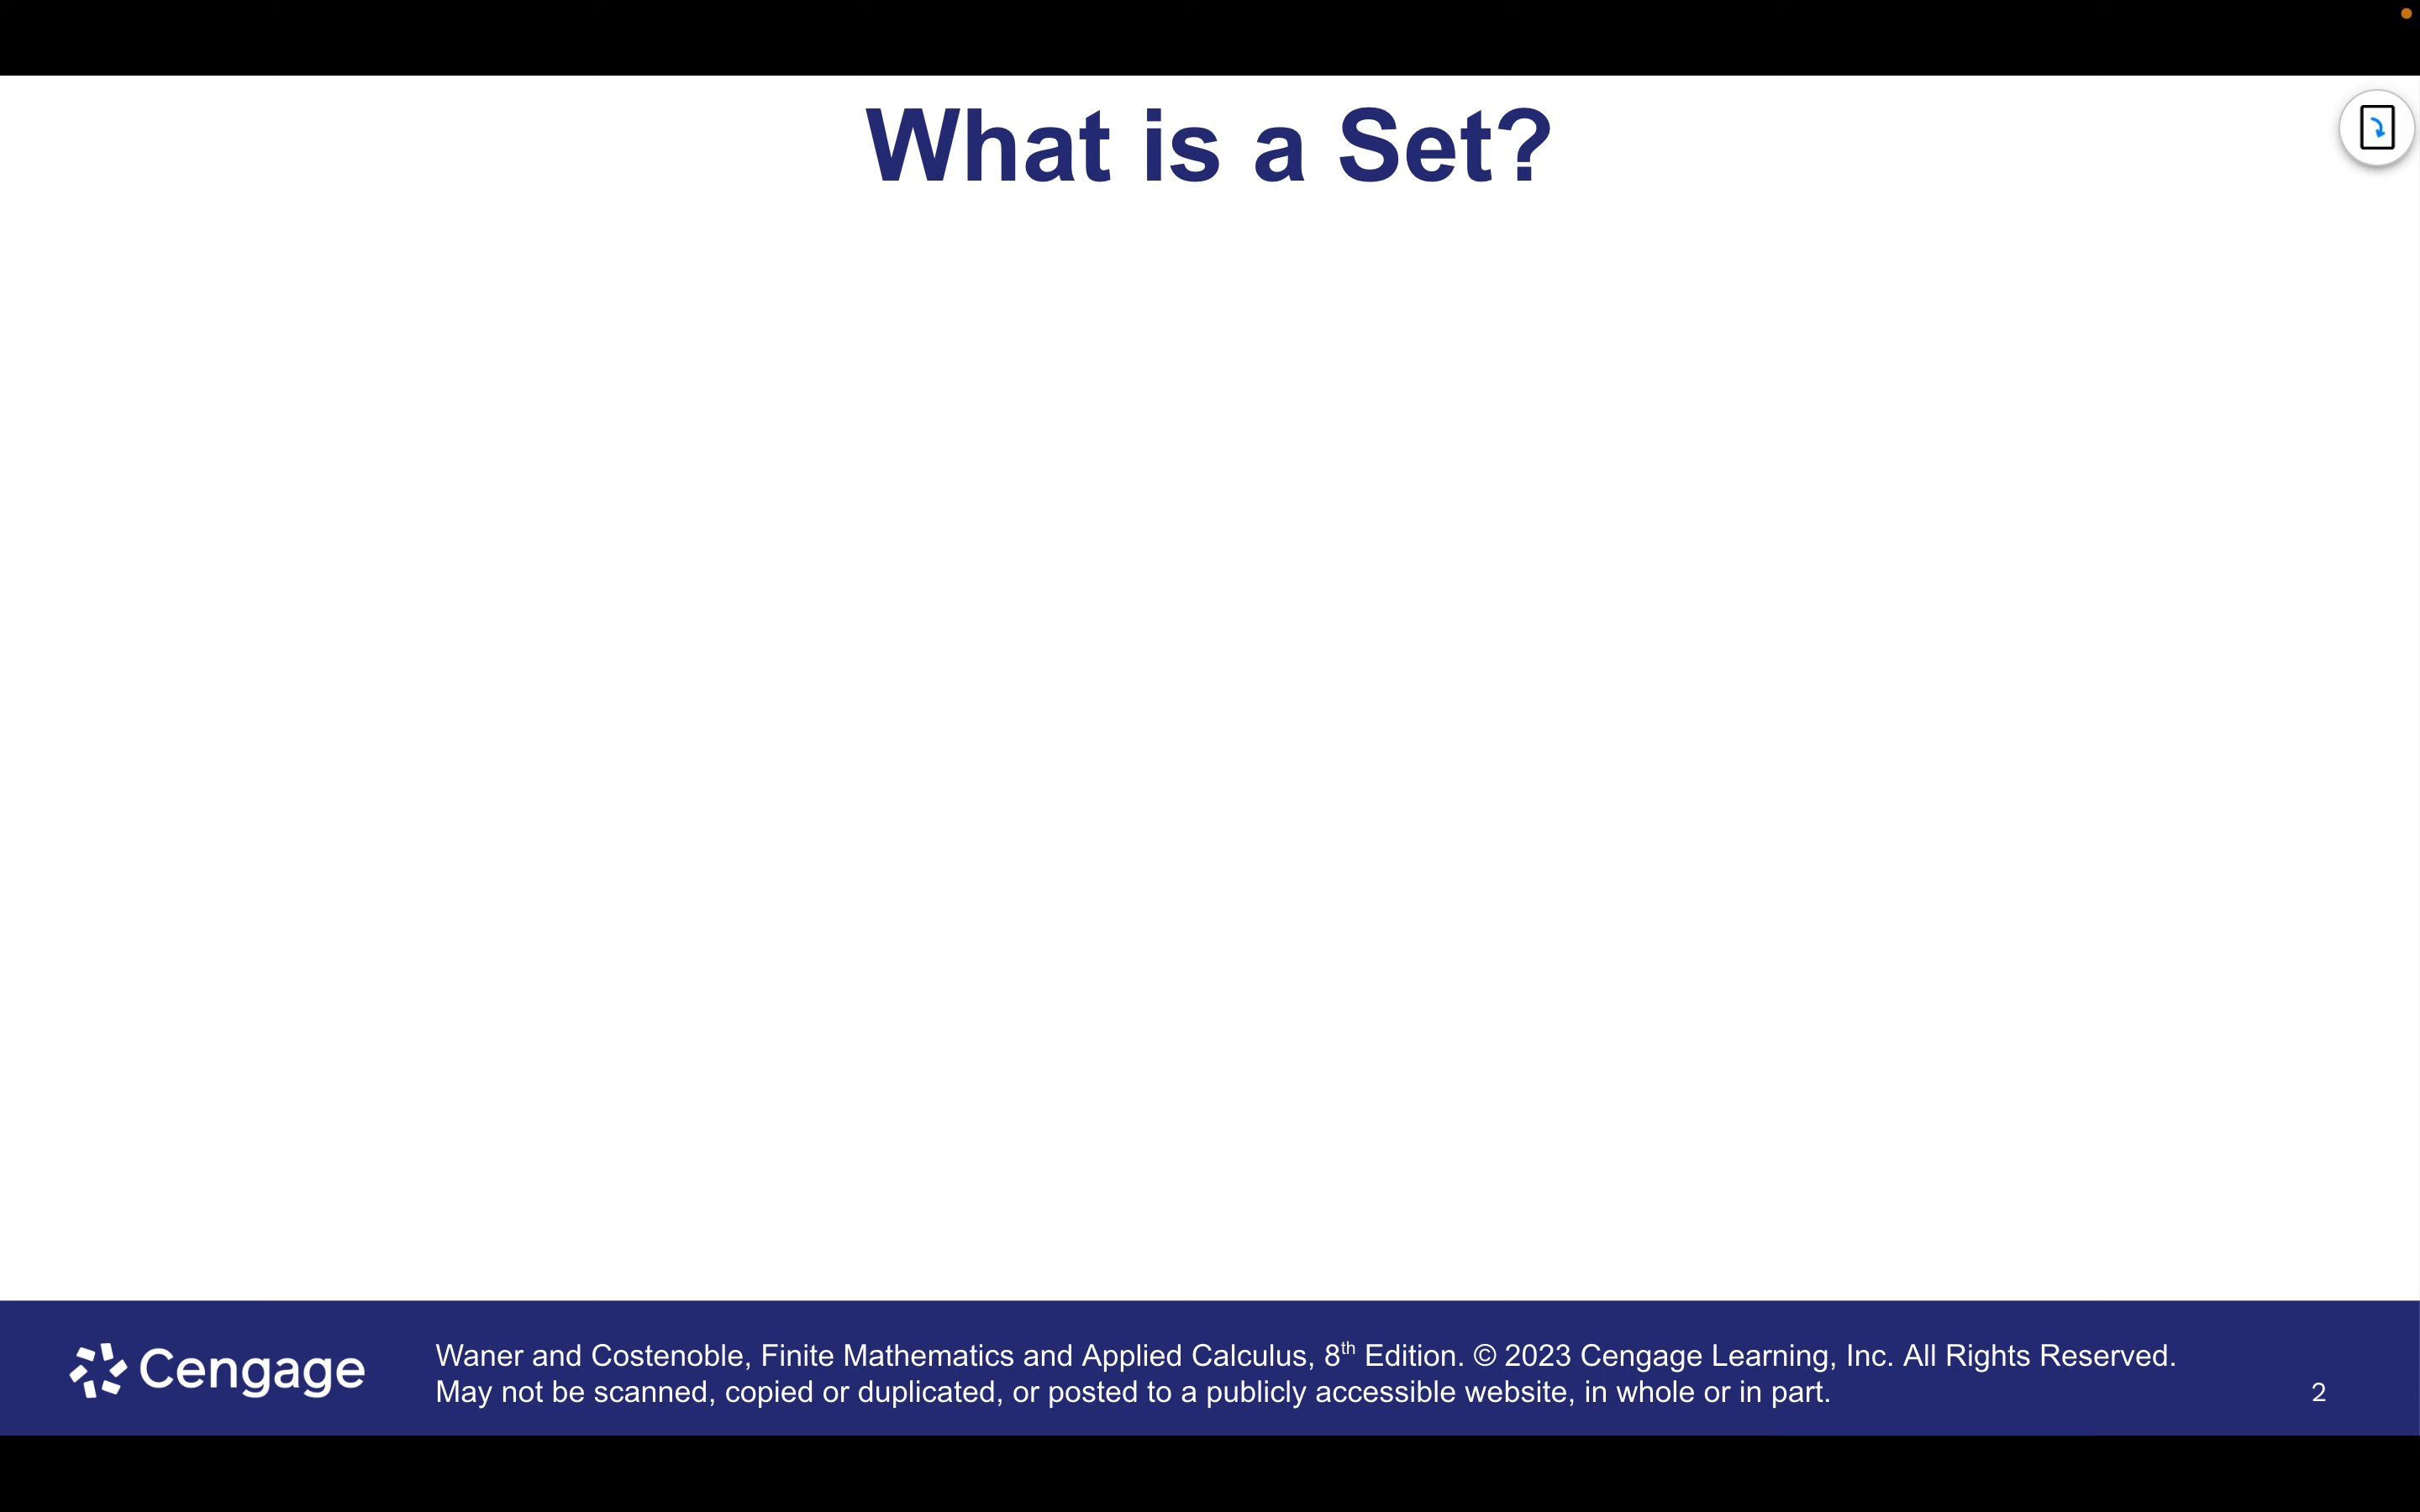 What is a Set?
Cengage
Waner and Costenoble, Finite Mathematics and Applied Calculus, 8th Edition. © 2023 Cengage Learning, Inc. All Rights Reserved.
May not be scanned, copied or duplicated, or posted to a publicly accessible website, in whole or in part.
2